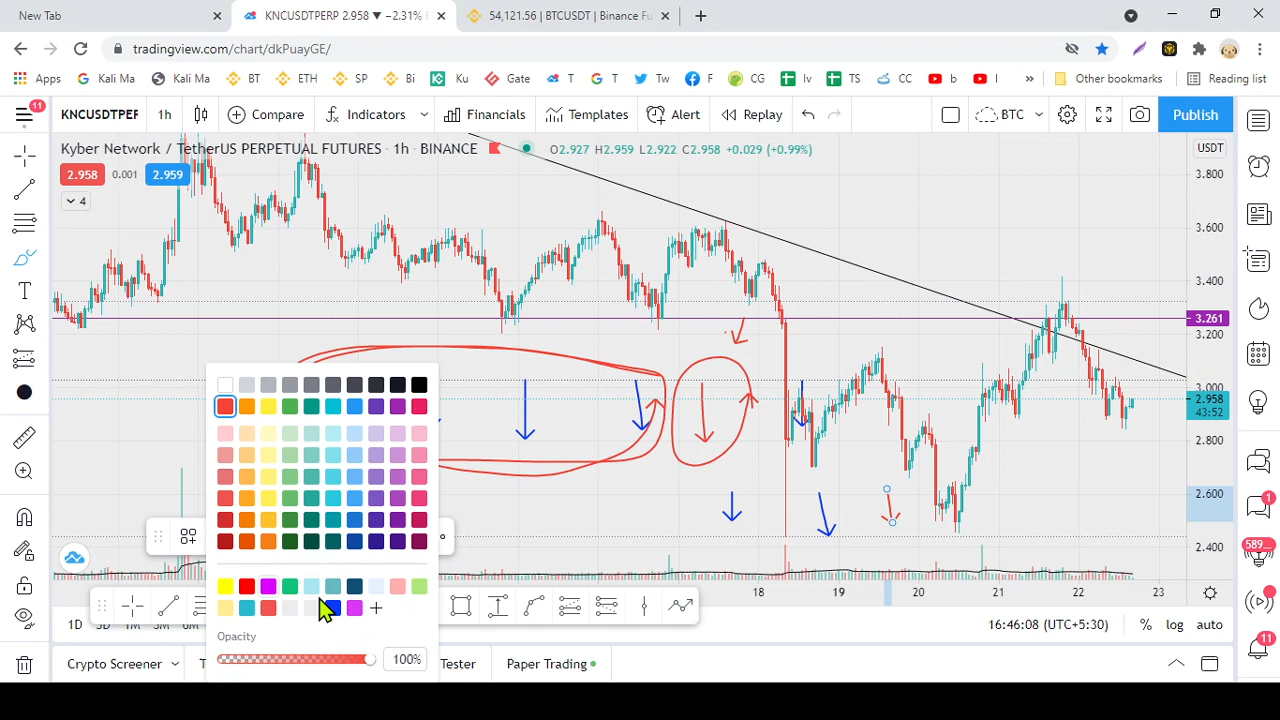 New Tab
KNCUSDTPERP 2.958 ▼ −2.31%
54,121.56 | BTCUSDT | Binance Fu
tradingview.com/chart/dkPuayGE/
Apps Kali Ma Kali Ma BT ETH SP Bi Ku Gate T T Tw F CG Iv TS CC b I » Other bookmarks Reading list
11 KNCUSDTPERP 1h Compare Indicators Financials Templates Alert Replay BTC Publish
Kyber Network / TetherUS PERPETUAL FUTURES · 1h · BINANCE O2.927 H2.959 L2.922 C2.958 +0.029 (+0.99%) USDT
2.958 0.001 2.959
4
3.800
3.600
3.400
3.261
3.200
3.000
2.958
43:52
2.800
2.600
2.400
18 19 20 21 22 23
1D 5D 1M 3M 16:46:08 (UTC+5:30) % log auto
Opacity
100%
Crypto Screener Tester Paper Trading
1
589...
11